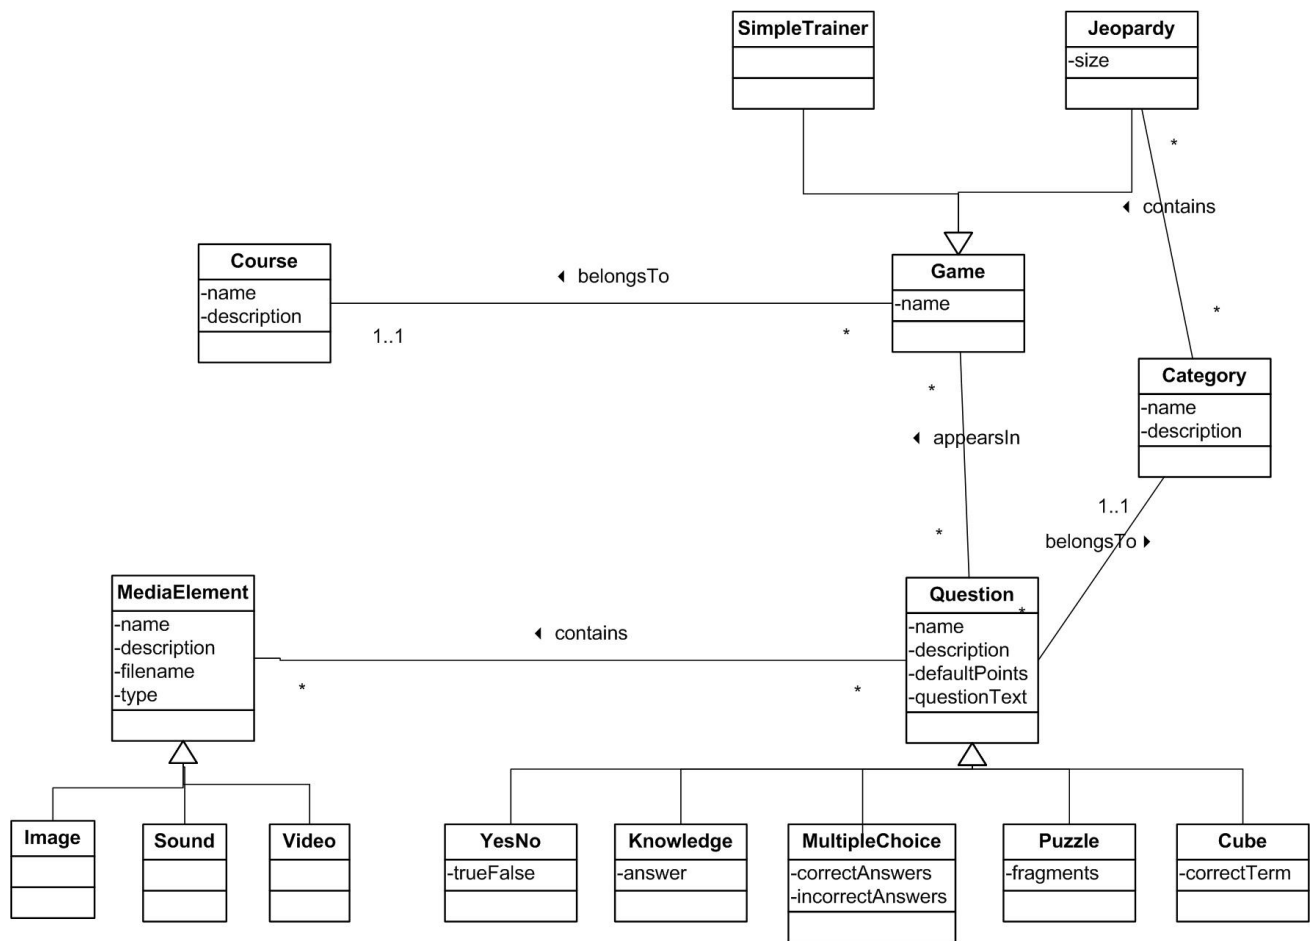 SimpleTrainer
Jeopardy
-size
*
◄ contains
Course
-name
-description
◄ belongsTo
1..1
*
Game
-name
*
Category
-name
-description
*
◄ appearsIn
*
1..1
belongsTo ►
MediaElement
-name
-description
-filename
-type
◄ contains
*
*
Question
*
-name
-description
-defaultPoints
-questionText
Image
Sound
Video
YesNo
-trueFalse
Knowledge
-answer
MultipleChoice
-correctAnswers
-incorrectAnswers
Puzzle
-fragments
Cube
-correctTerm